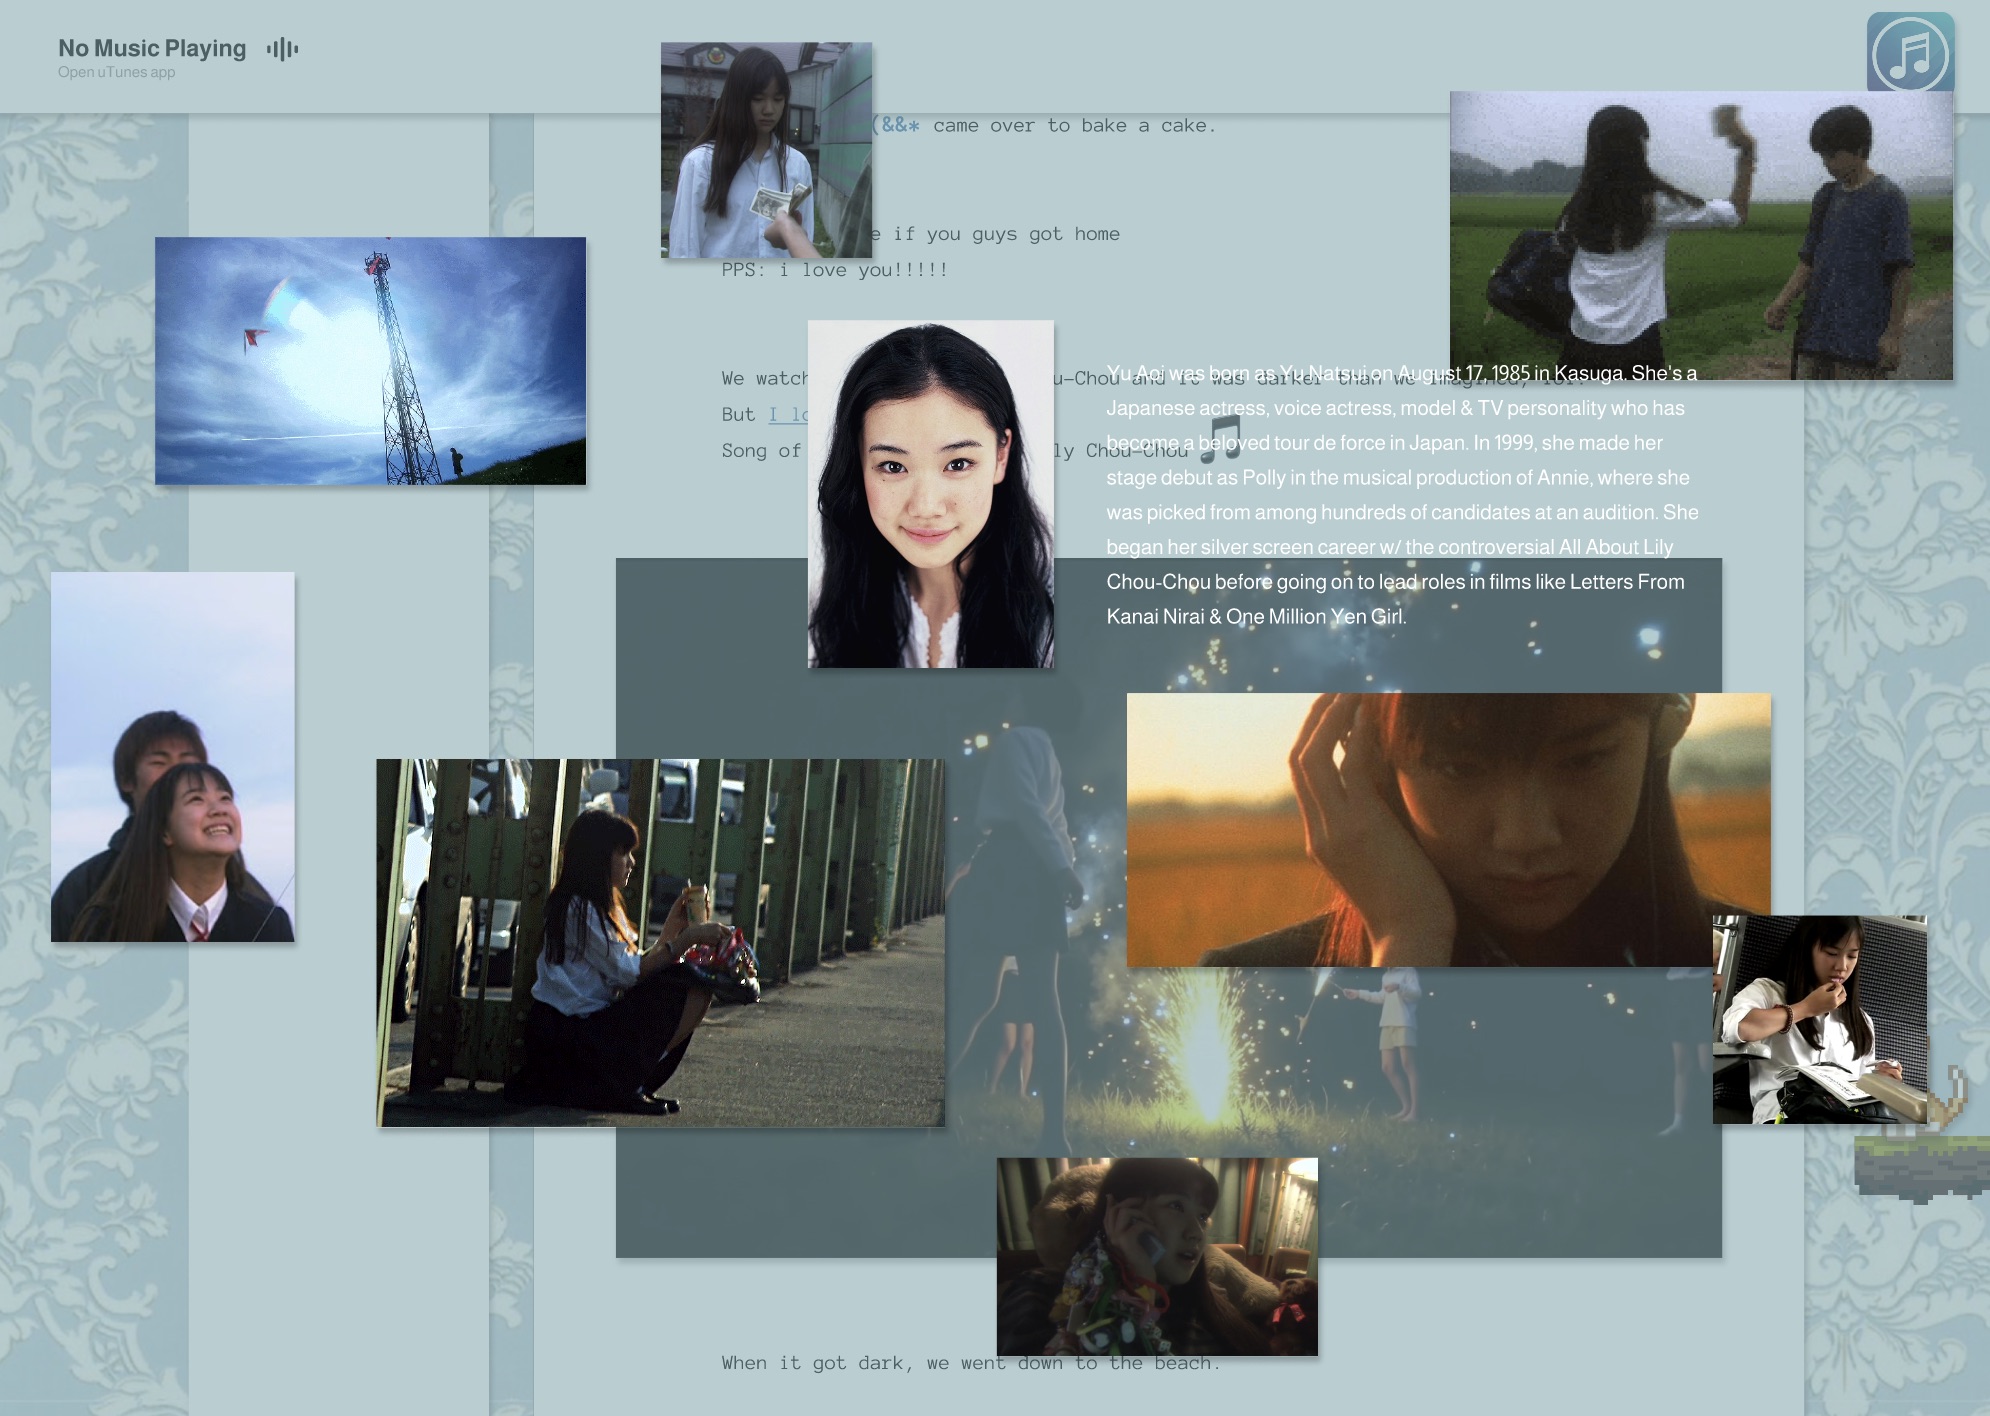 No Music Playing
Open uTunes app
(&&* came over to bake a cake.
e if you guys got home
PPS: i love you!!!!!
We watch u-Chou and it was darker than we imagined,
But I lo
Song of ly Chou-Chou
Yu Aoi was born as Yu Natsui on August 17, 1985 in Kasuga. She's a
Japanese actress, voice actress, model & TV personality who has
become a beloved tour de force in Japan. In 1999, she made her
stage debut as Polly in the musical production of Annie, where she
was picked from among hundreds of candidates at an audition. She
began her silver screen career w/ the controversial All About Lily
Chou-Chou before going on to lead roles in films like Letters From
Kanai Nirai & One Million Yen Girl.
When it got dark, we went down to the beach.